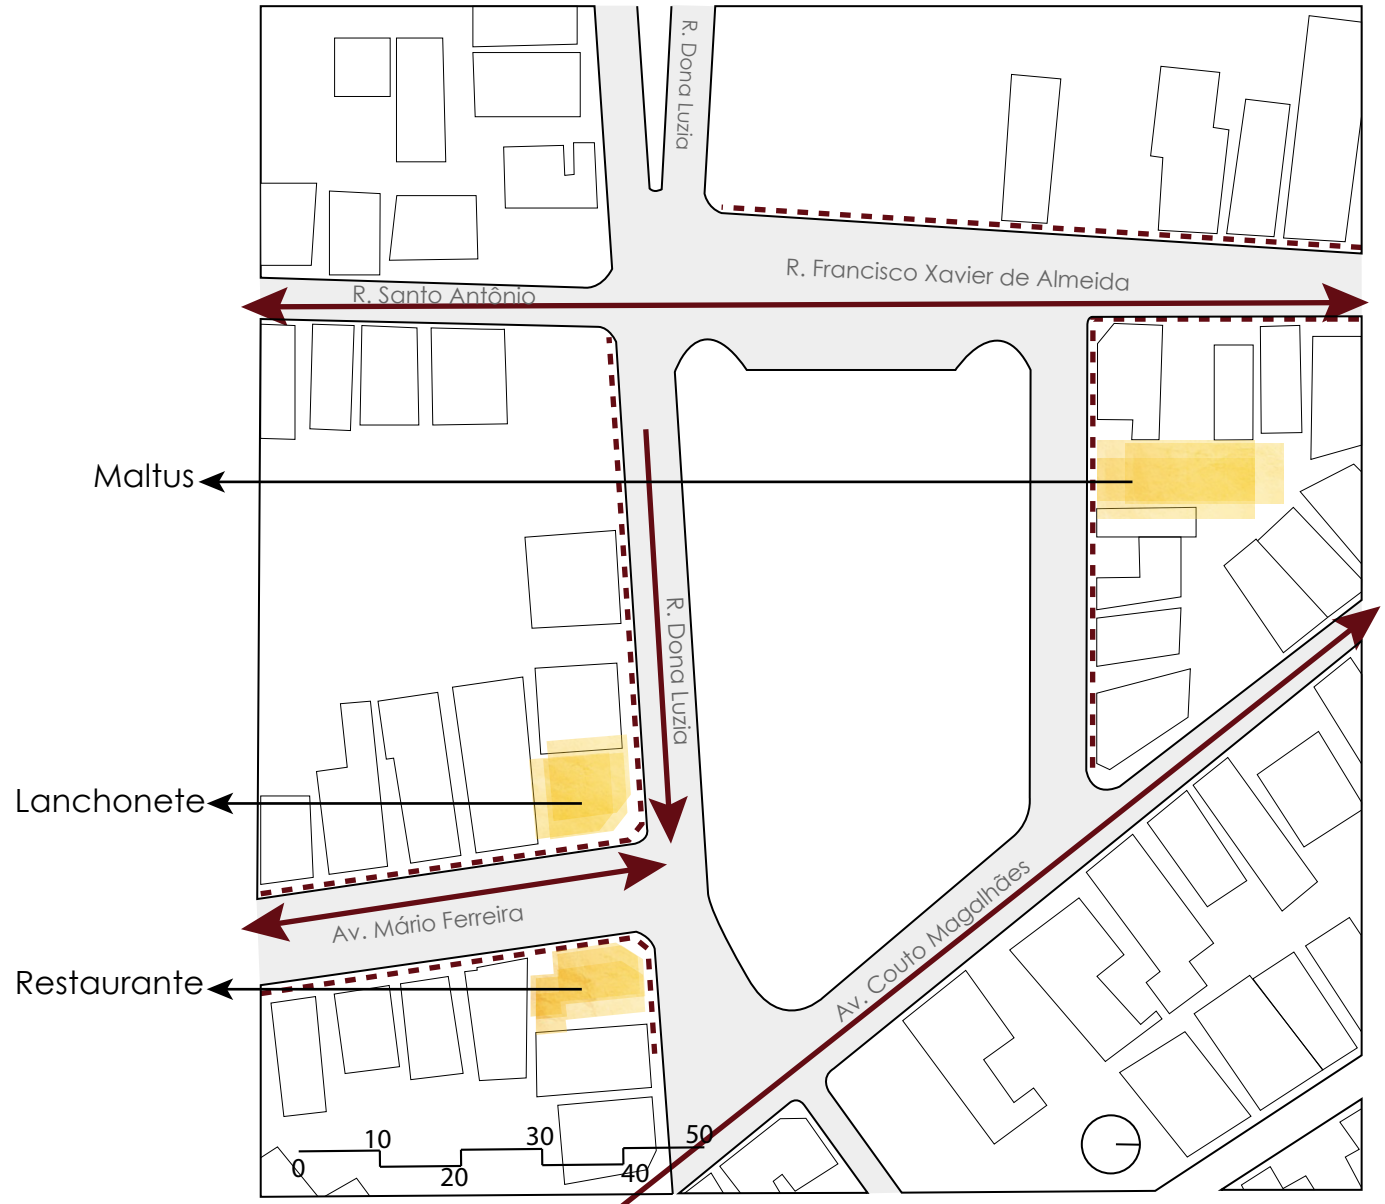 R. Dona Luzia
R. Francisco Xavier de Almeida
R. Santo Antônio
Maltus
R. Dona Luzia
Lanchonete
Av. Mário Ferreira
Av. Couto Magalhães
Restaurante
0
10
20
30
40
50